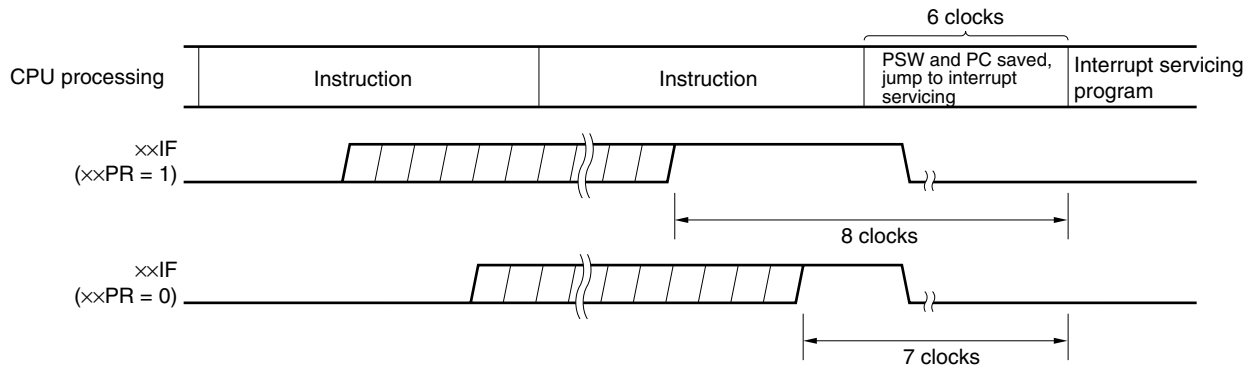 6 clocks
CPU processing
Instruction
Instruction
PSW and PC saved,
jump to interrupt
servicing
Interrupt servicing
program
××IF
(××PR = 1)
8 clocks
××IF
(××PR = 0)
7 clocks